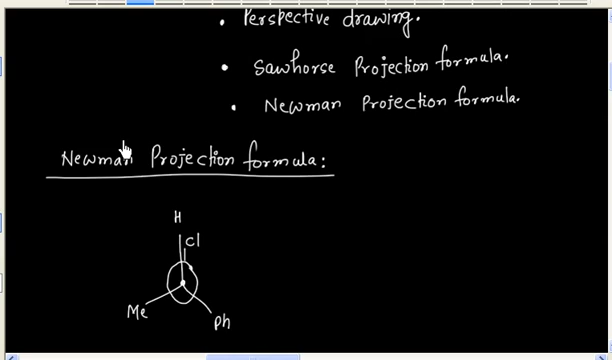 • Perspective drawing.
• Sawhorse Projection formula.
• Newman Projection formula.
Newman Projection formula:
H
Cl
Me
Ph